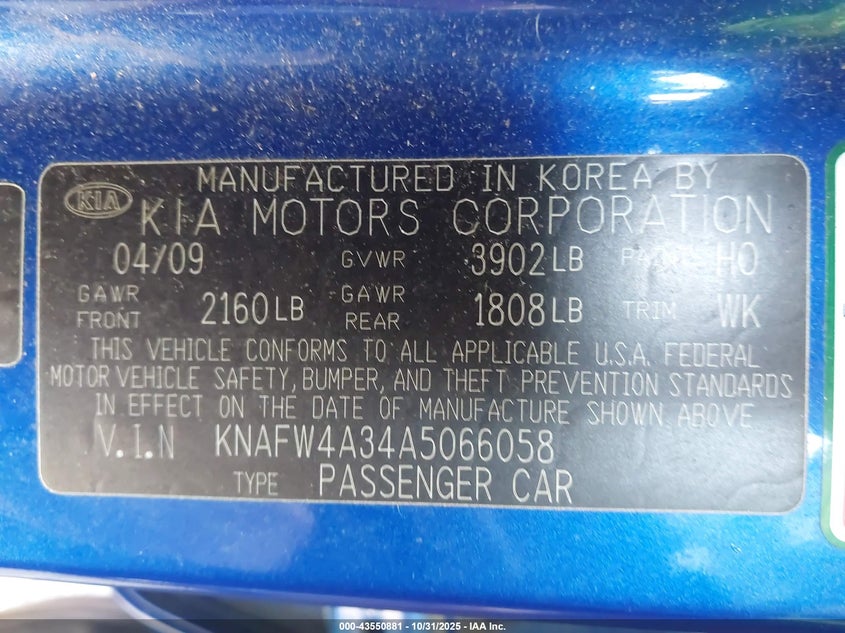 MANUFACTURED IN KOREA BY
KIA KIA MOTORS CORPORATION
04/09 GVWR 3902LB HO
GAWR FRONT 2160LB GAWR REAR 1808LB TRIM WK
THIS VEHICLE CONFORMS TO ALL APPLICABLE U.S.A. FEDERAL
MOTOR VEHICLE SAFETY, BUMPER, AND THEFT PREVENTION STANDARDS
IN EFFECT ON THE DATE OF MANUFACTURE SHOWN ABOVE.
V.I.N KNAFW4A34A5066058
TYPE PASSENGER CAR
000-43550881 - 10/31/2025 - IAA Inc.